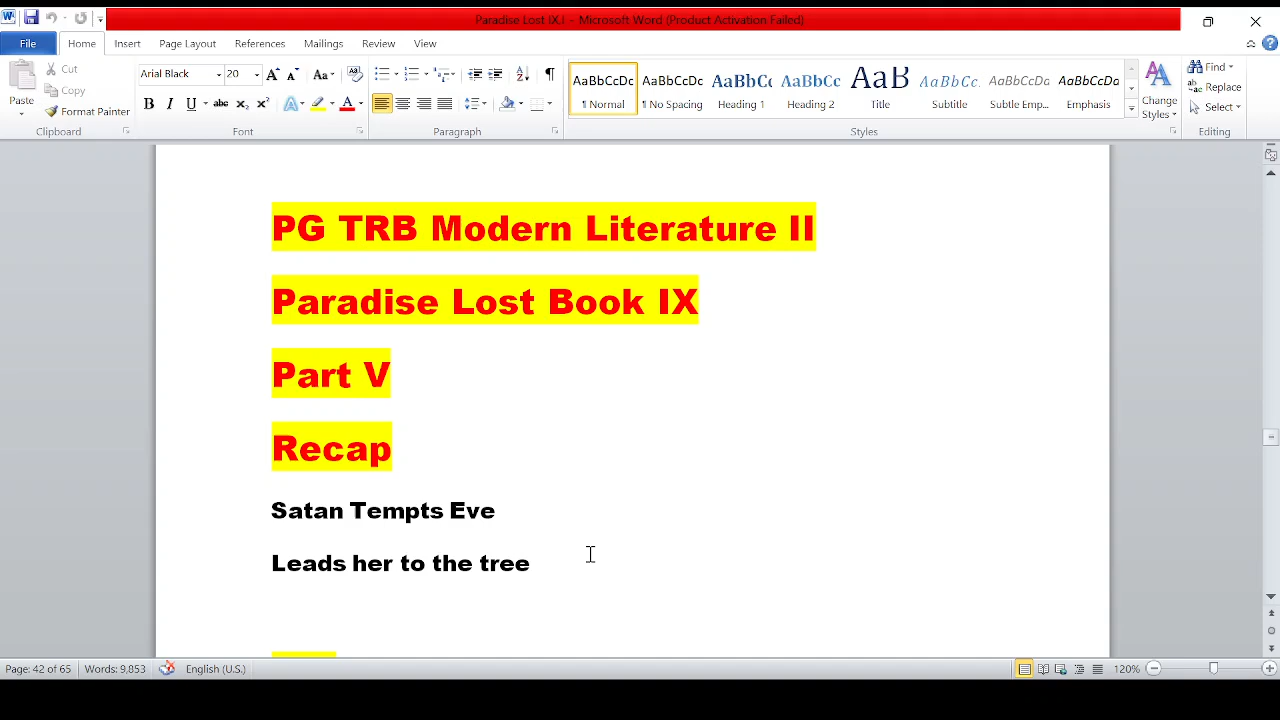 Paradise Lost IX.I - Microsoft Word (Product Activation Failed)
File Home Insert Page Layout References Mailings Review View
Cut
Copy
Format Painter
Paste
Clipboard
Arial Black 20
Font
Paragraph
AaBbCcDc AaBbCcDc AaBbCc AaBbCc AaB AaBbCc. AaBbCcDc AaBbCcDc
¶ Normal ¶ No Spacing Heading 1 Heading 2 Title Subtitle Subtle Em... Emphasis
Styles
Change
Styles
Find
Replace
Select
Editing
PG TRB Modern Literature II
Paradise Lost Book IX
Part V
Recap
Satan Tempts Eve
Leads her to the tree
Page: 42 of 65 Words: 9,853 English (U.S.) 120%